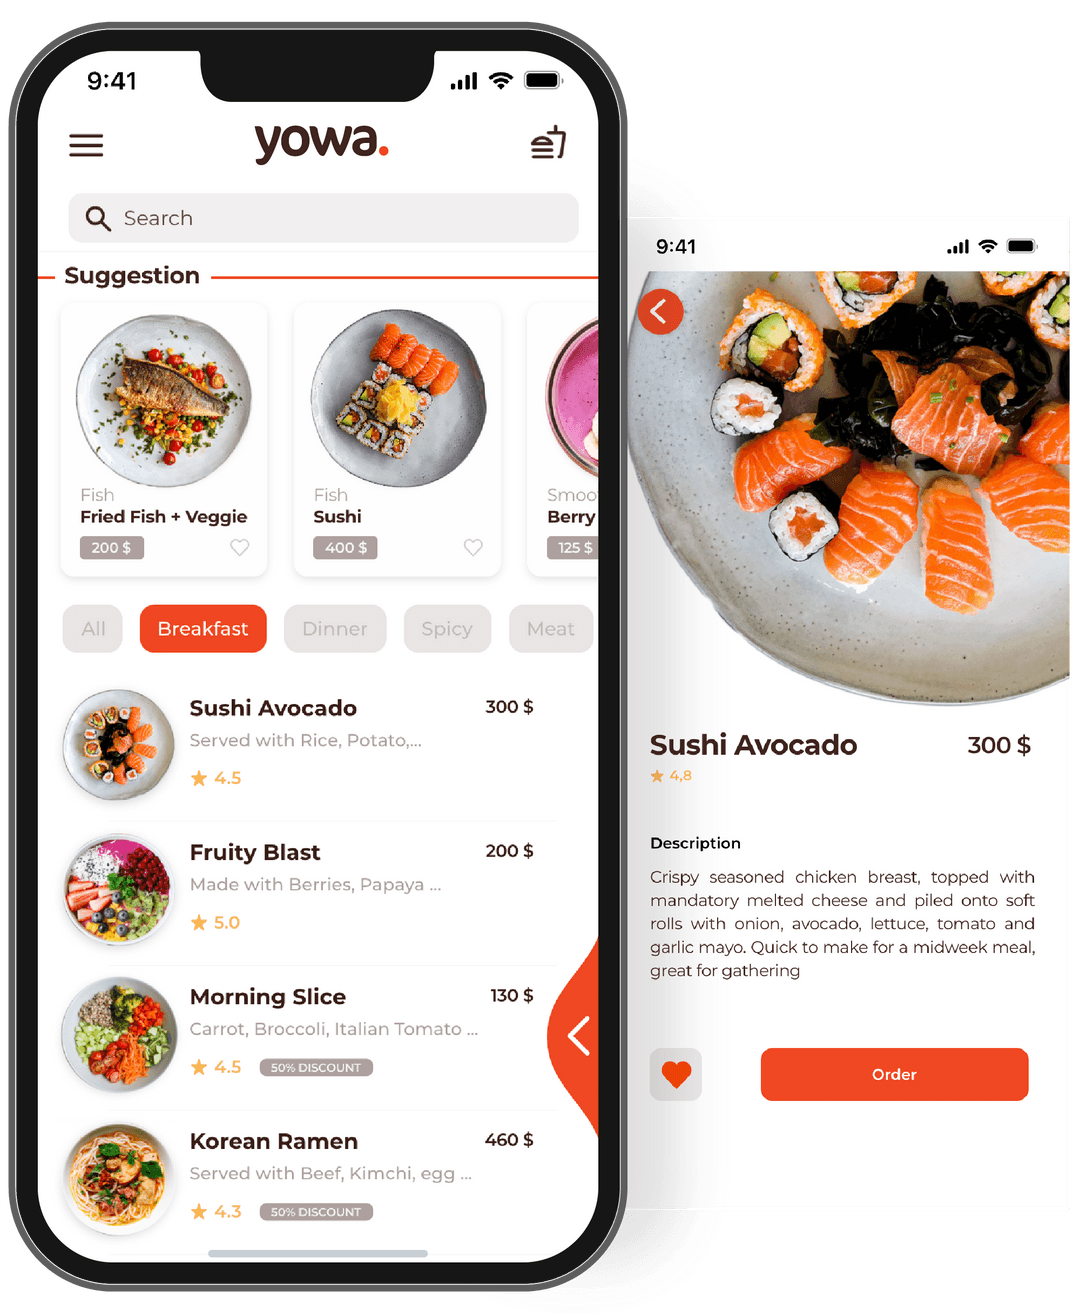 9:41
yowa.
Search
Suggestion
Fish
Fried Fish + Veggie
200 $
Fish
Sushi
400 $
Smoo
Berry
125 $
All
Breakfast
Dinner
Spicy
Meat
Sushi Avocado
300 $
Served with Rice, Potato,...
4.5
Fruity Blast
200 $
Made with Berries, Papaya ...
5.0
Morning Slice
130 $
Carrot, Broccoli, Italian Tomato ...
4.5
50% DISCOUNT
Korean Ramen
460 $
Served with Beef, Kimchi, egg ...
4.3
50% DISCOUNT
9:41
Sushi Avocado
300 $
4,8
Description
Crispy seasoned chicken breast, topped with
mandatory melted cheese and piled onto soft
rolls with onion, avocado, lettuce, tomato and
garlic mayo. Quick to make for a midweek meal,
great for gathering
Order